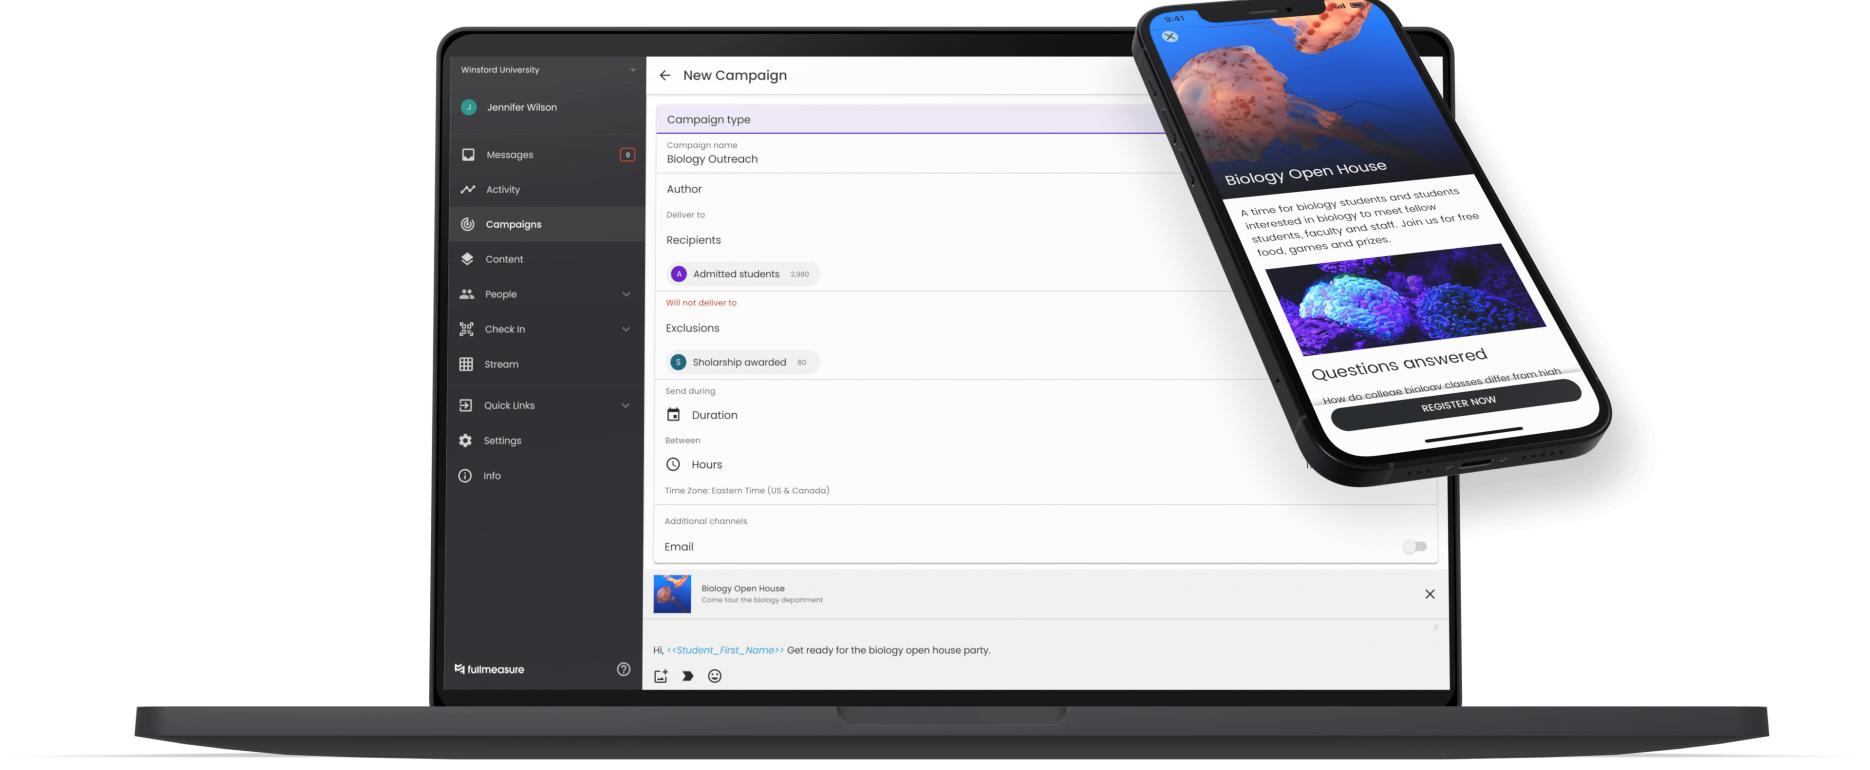 Winsford University
J
Jennifer Wilson
Messages
9
Activity
Campaigns
Content
People
Check In
Stream
Quick Links
Settings
Info
fullmeasure
?
New Campaign
Campaign type
Campaign name
Biology Outreach
Author
Deliver to
Recipients
A Admitted students 2,980
Will not deliver to
Exclusions
S Sholarship awarded 80
Send during
Duration
Between
Hours
Time Zone: Eastern Time (US & Canada)
Additional channels
Email
Biology Open House
Come tour the biology department
0
Hi, <<Student_First_Name>> Get ready for the biology open house party.
9:41
Biology Open House
A time for biology students and students
interested in biology to meet fellow
students, faculty and staff. Join us for free
food, games and prizes.
Questions answered
How do college biology classes differ from high
REGISTER NOW